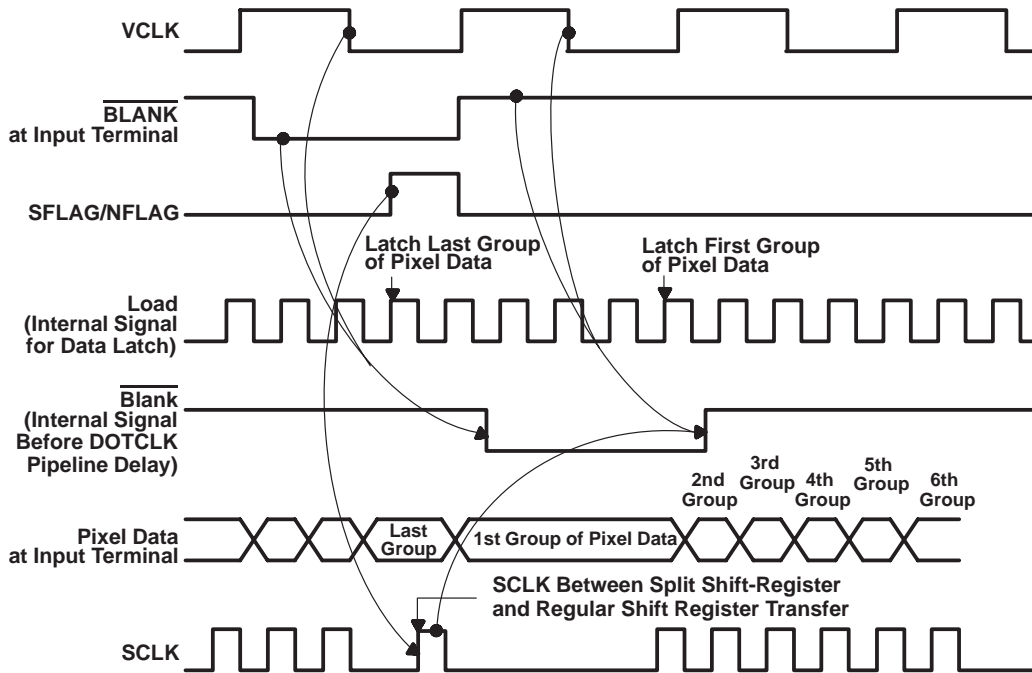 VCLK
BLANK
at Input Terminal
SFLAG/NFLAG
Latch Last Group
of Pixel Data
Latch First Group
of Pixel Data
Load
(Internal Signal
for Data Latch)
Blank
(Internal Signal
Before DOTCLK
Pipeline Delay)
2nd
Group
3rd
Group
4th
Group
5th
Group
6th
Group
Pixel Data
at Input Terminal
Last
Group
1st Group of Pixel Data
SCLK Between Split Shift-Register
and Regular Shift Register Transfer
SCLK